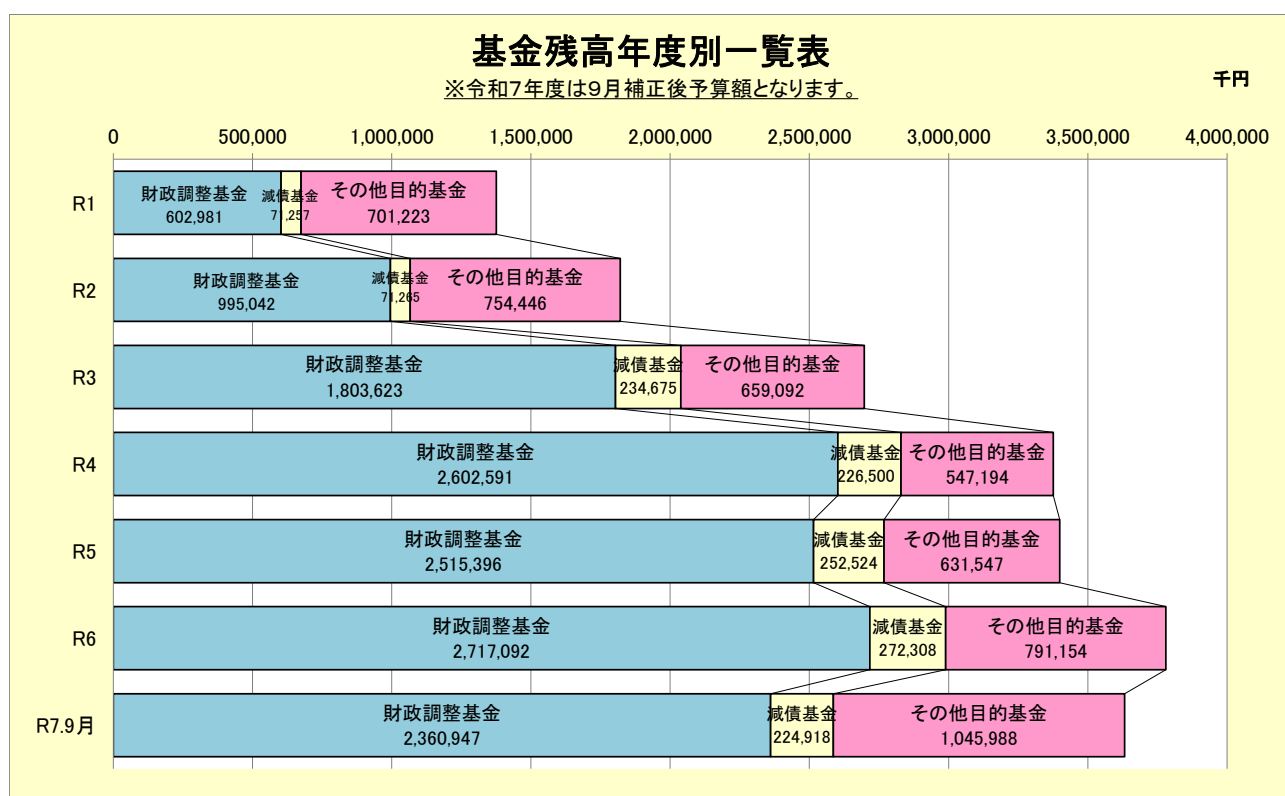 基金残高年度別一覧表
※令和7年度は9月補正後予算額となります。
千円
0 500,000 1,000,000 1,500,000 2,000,000 2,500,000 3,000,000 3,500,000 4,000,000
R1
財政調整基金 減債基金 その他目的基金
602,981 71,257 701,223
R2
財政調整基金 減債基金 その他目的基金
995,042 71,265 754,446
R3
財政調整基金 減債基金 その他目的基金
1,803,623 234,675 659,092
R4
財政調整基金 減債基金 その他目的基金
2,602,591 226,500 547,194
R5
財政調整基金 減債基金 その他目的基金
2,515,396 252,524 631,547
R6
財政調整基金 減債基金 その他目的基金
2,717,092 272,308 791,154
R7.9月
財政調整基金 減債基金 その他目的基金
2,360,947 224,918 1,045,988